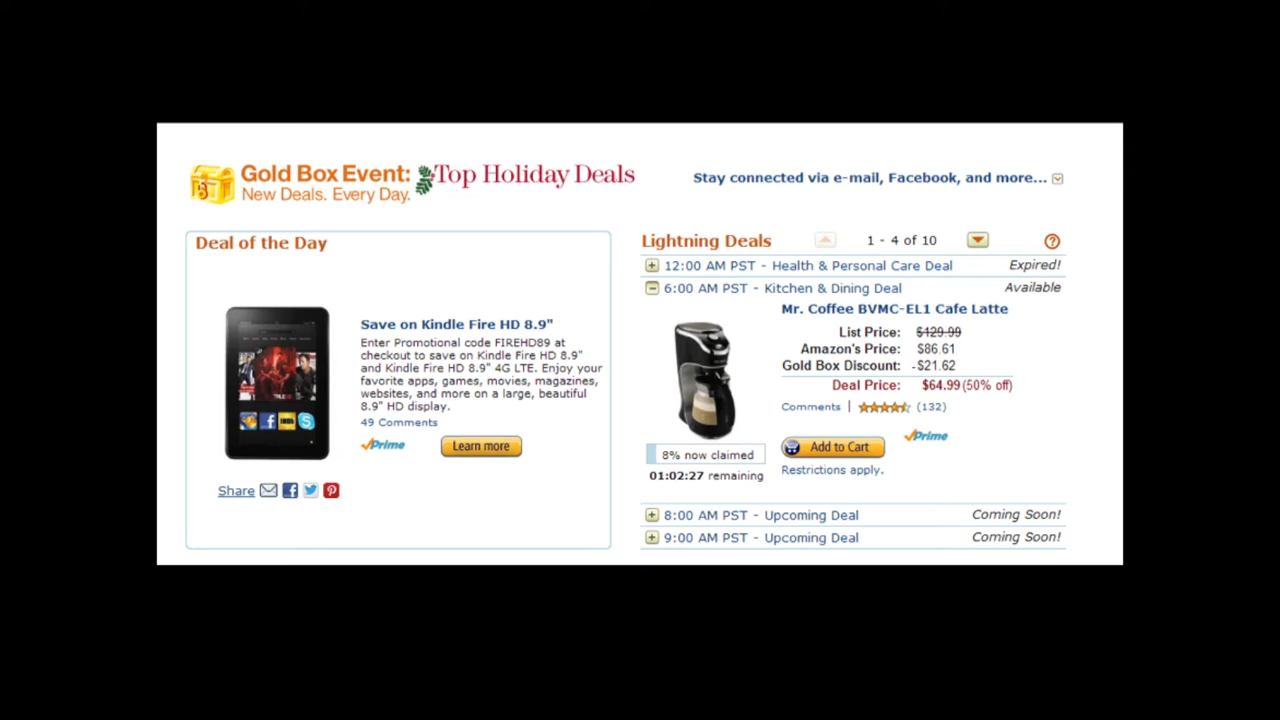 Gold Box Event:
New Deals. Every Day.
Top Holiday Deals
Stay connected via e-mail, Facebook, and more...
Deal of the Day
Save on Kindle Fire HD 8.9"
Enter Promotional code FIREHD89 at
checkout to save on Kindle Fire HD 8.9"
and Kindle Fire HD 8.9" 4G LTE. Enjoy your
favorite apps, games, movies, magazines,
websites, and more on a large, beautiful
8.9" HD display.
49 Comments
Prime
Learn more
Share
Lightning Deals
1 - 4 of 10
?
12:00 AM PST - Health & Personal Care Deal Expired!
6:00 AM PST - Kitchen & Dining Deal Available
Mr. Coffee BVMC-EL1 Cafe Latte
List Price: $129.99
Amazon's Price: $86.61
Gold Box Discount: -$21.62
Deal Price: $64.99 (50% off)
Comments | (132)
8% now claimed
01:02:27 remaining
Add to Cart
Prime
Restrictions apply.
8:00 AM PST - Upcoming Deal Coming Soon!
9:00 AM PST - Upcoming Deal Coming Soon!